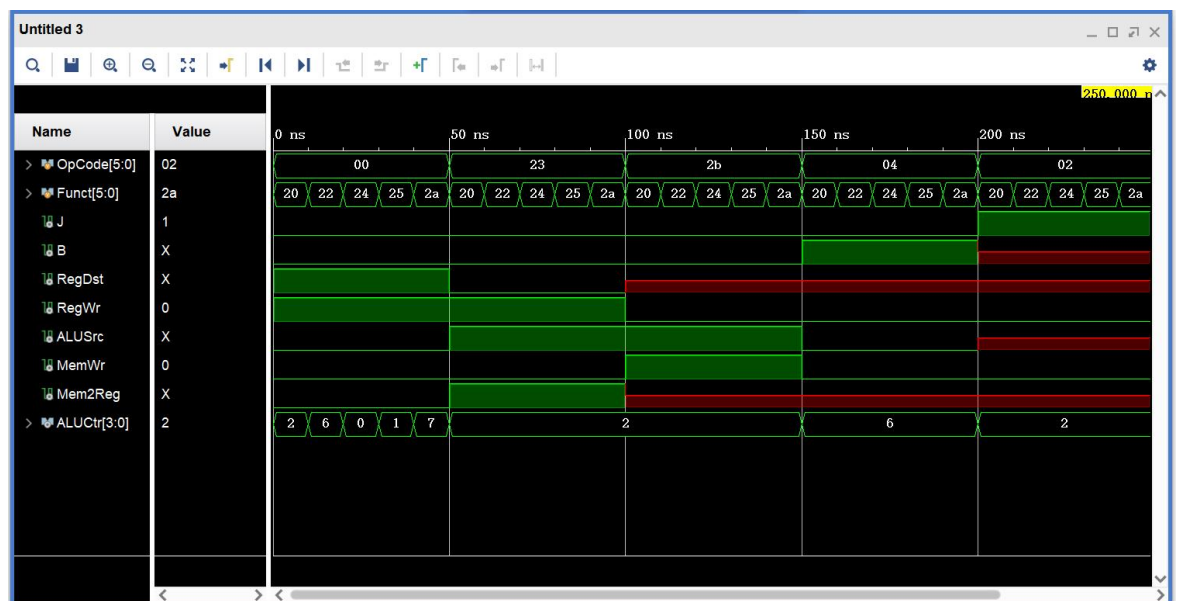 Untitled 3
250.000 n
Name Value
0 ns 50 ns 100 ns 150 ns 200 ns
OpCode[5:0] 02 00 23 2b 04 02
Funct[5:0] 2a 20 22 24 25 2a 20 22 24 25 2a 20 22 24 25 2a 20 22 24 25 2a 20 22 24 25 2a
J 1
B X
RegDst X
RegWr 0
ALUSrc X
MemWr 0
Mem2Reg X
ALUCtr[3:0] 2 2 6 0 1 7 2 6 2